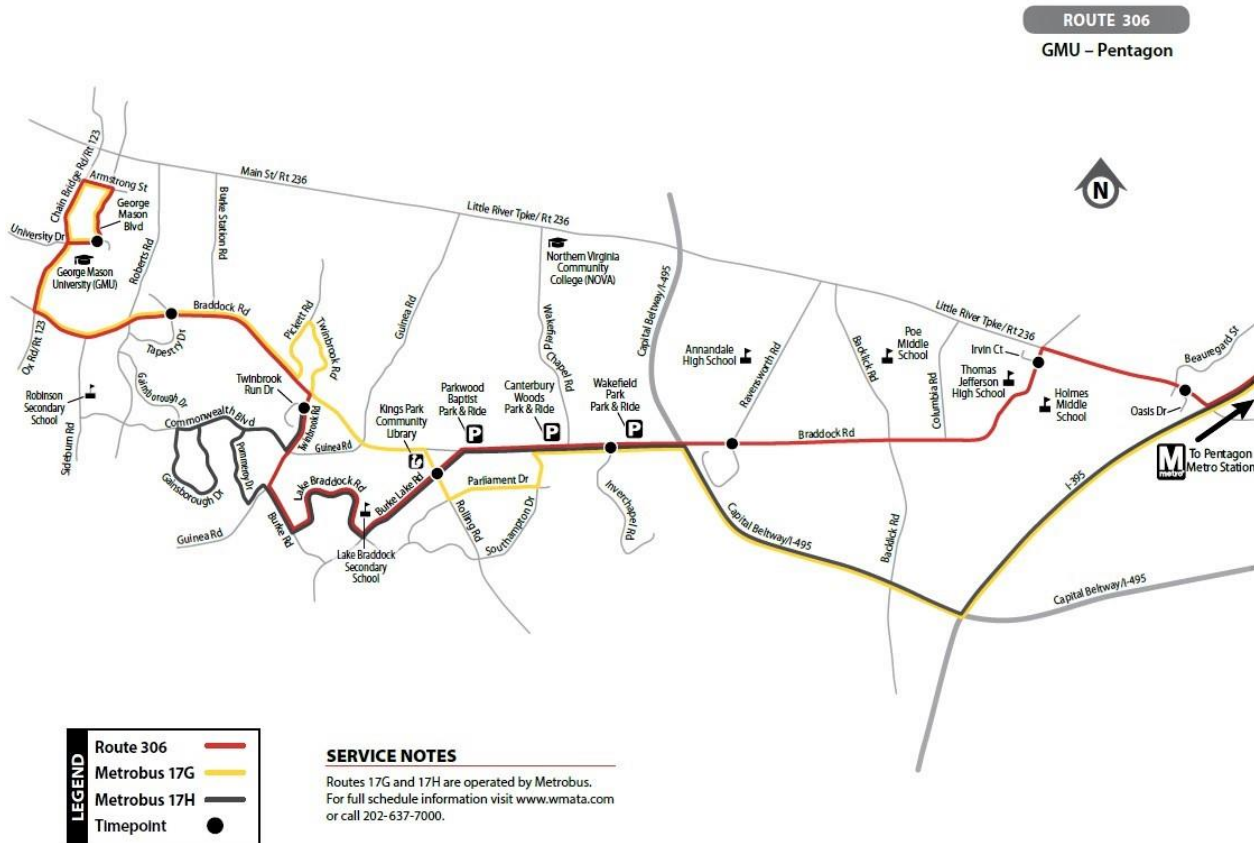 ROUTE 306
GMU – Pentagon
Chain Bridge Rd/Rt 123
Armstrong St
George
Mason
Blvd
University Dr
George Mason
University (GMU)
Main St/ Rt 236
Roberts Rd
Burke Station Rd
Braddock Rd
Tapestry Dr
Ox Rd/Rt 123
Robinson
Secondary
School
Sideburn Rd
Gainsborough Dr
Commonwealth Blvd
Gainsborough Dr
Pommeroy Dr
Pickett Rd
Twinbrook Rd
Twinbrook
Run Dr
Twinbrook Rd
Guinea Rd
Guinea Rd
Guinea Rd
Burke Rd
Lake Braddock Rd
Lake Braddock
Secondary
School
Burke Lake Rd
Kings Park
Community
Library
Parkwood
Baptist
Park & Ride
P
Canterbury
Woods
Park & Ride
P
Wakefield
Park
Park & Ride
P
Little River Tpke/ Rt 236
Northern Virginia
Community
College (NOVA)
Wakefield Chapel Rd
Parliament Dr
Rolling Rd
Southampton Dr
Inverchapel Rd
Capital Beltway/I-495
Capital Beltway/I-495
Annandale
High School
Ravensworth Rd
Backlick Rd
Backlick Rd
Poe
Middle
School
Columbia Rd
Braddock Rd
Little River Tpke/ Rt 236
Irvin Ct
Thomas
Jefferson
High School
Holmes
Middle
School
Beauregard St
Oasis Dr
I-395
Capital Beltway/I-495
N
M
metro
To Pentagon
Metro Station
LEGEND
Route 306
Metrobus 17G
Metrobus 17H
Timepoint
SERVICE NOTES
Routes 17G and 17H are operated by Metrobus.
For full schedule information visit www.wmata.com
or call 202-637-7000.